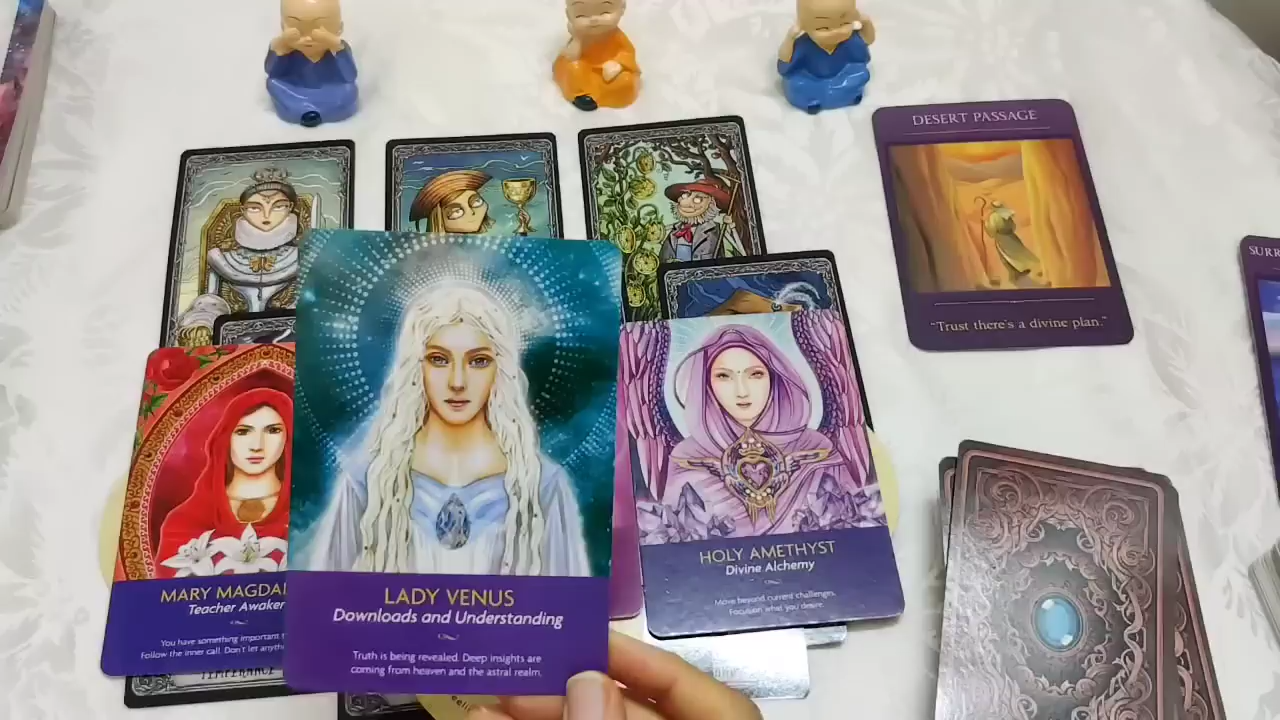 DESERT PASSAGE
"Trust there's a divine plan."
SURR
MARY MAGDAL
Teacher Awaken
You have something important t
Follow the inner call. Don't let anyth
TEMPERANCE
LADY VENUS
Downloads and Understanding
Truth is being revealed. Deep insights are
coming from heaven and the astral realm.
HOLY AMETHYST
Divine Alchemy
Move beyond current challenges.
Focus on what you desire.